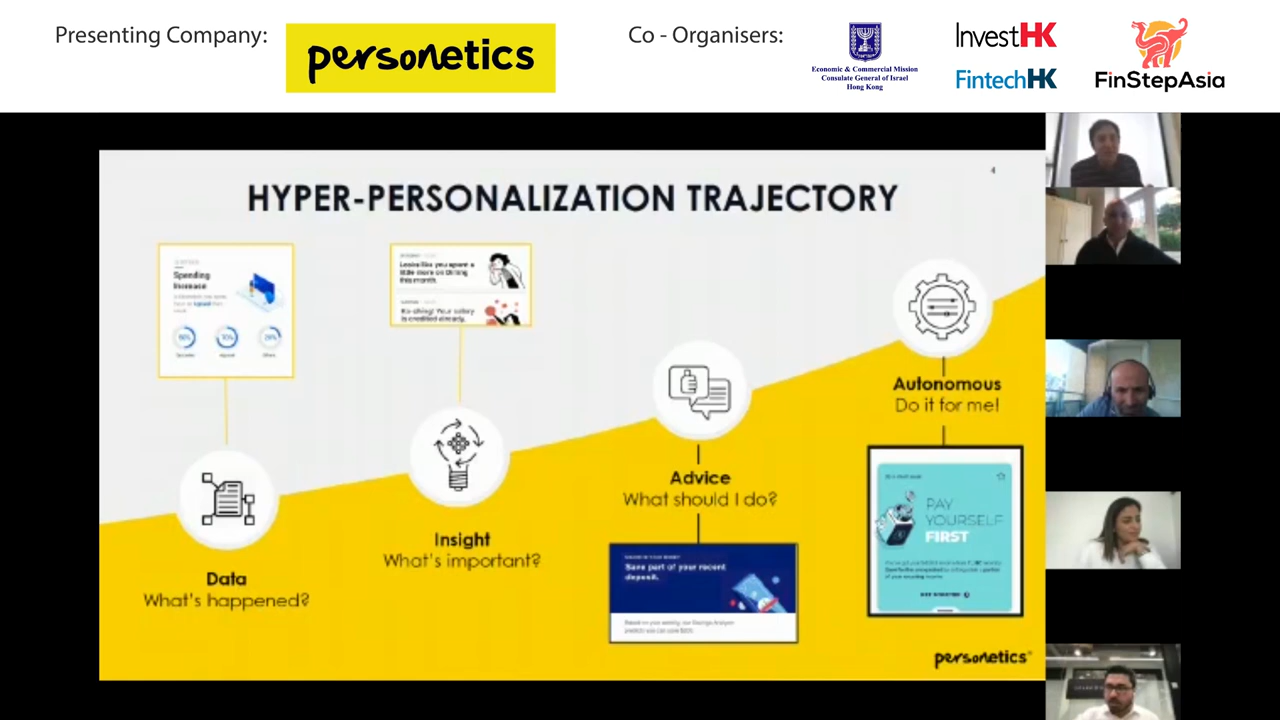 Presenting Company:
personetics
Co - Organisers:
Economic & Commercial Mission
Consulate General of Israel
Hong Kong
InvestHK
FintechHK
FinStepAsia
4
HYPER-PERSONALIZATION TRAJECTORY
Spending
Increase
Looks like you spent a
little more on Dining
this month.
Ka-ching! Your salary
is credited already.
Data
What's happened?
Insight
What's important?
Advice
What should I do?
Save part of your recent
deposit.
Autonomous
Do it for me!
PAY
YOURSELF
FIRST
personetics